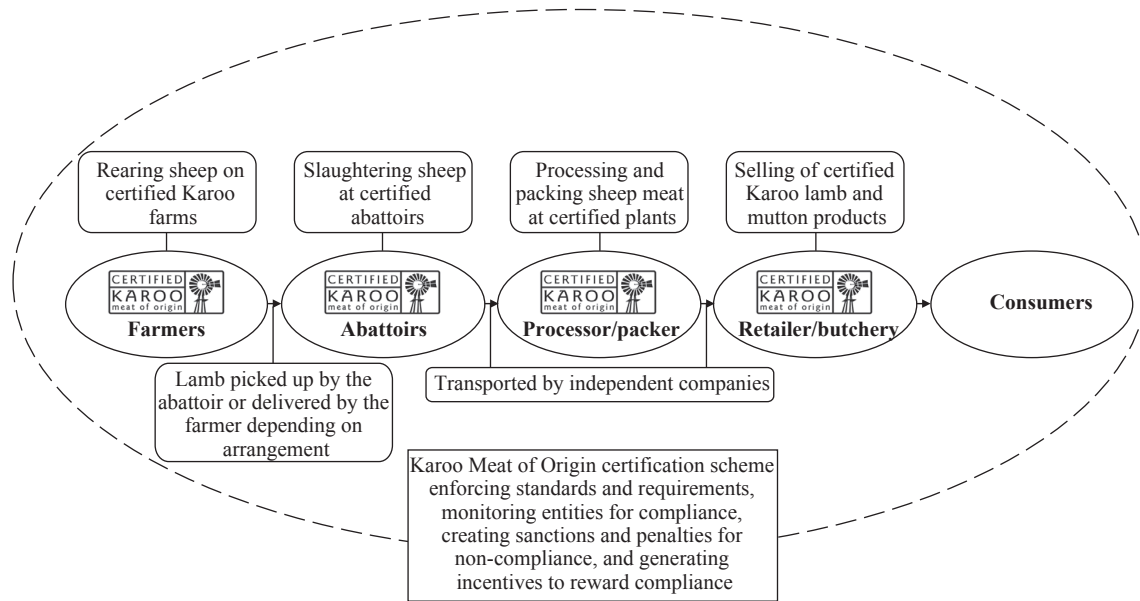 Rearing sheep on
certified Karoo
farms
Slaughtering sheep
at certified
abattoirs
Processing and
packing sheep meat
at certified plants
Selling of certified
Karoo lamb and
mutton products
CERTIFIED
KAROO
meat of origin
Farmers
CERTIFIED
KAROO
meat of origin
Abattoirs
CERTIFIED
KAROO
meat of origin
Processor/packer
CERTIFIED
KAROO
meat of origin
Retailer/butchery
Consumers
Lamb picked up by the
abattoir or delivered by the
farmer depending on
arrangement
Transported by independent companies
Karoo Meat of Origin certification scheme
enforcing standards and requirements,
monitoring entities for compliance,
creating sanctions and penalties for
non-compliance, and generating
incentives to reward compliance